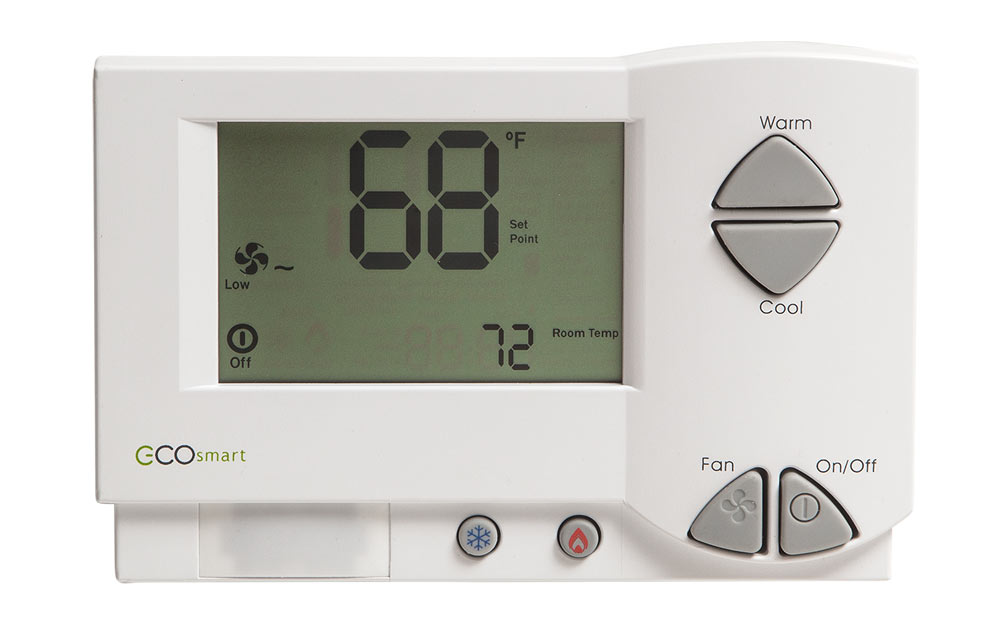 Warm
68 °F
Set
Point
Low
Cool
72 Room Temp
Off
ECOsmart
Fan
On/Off